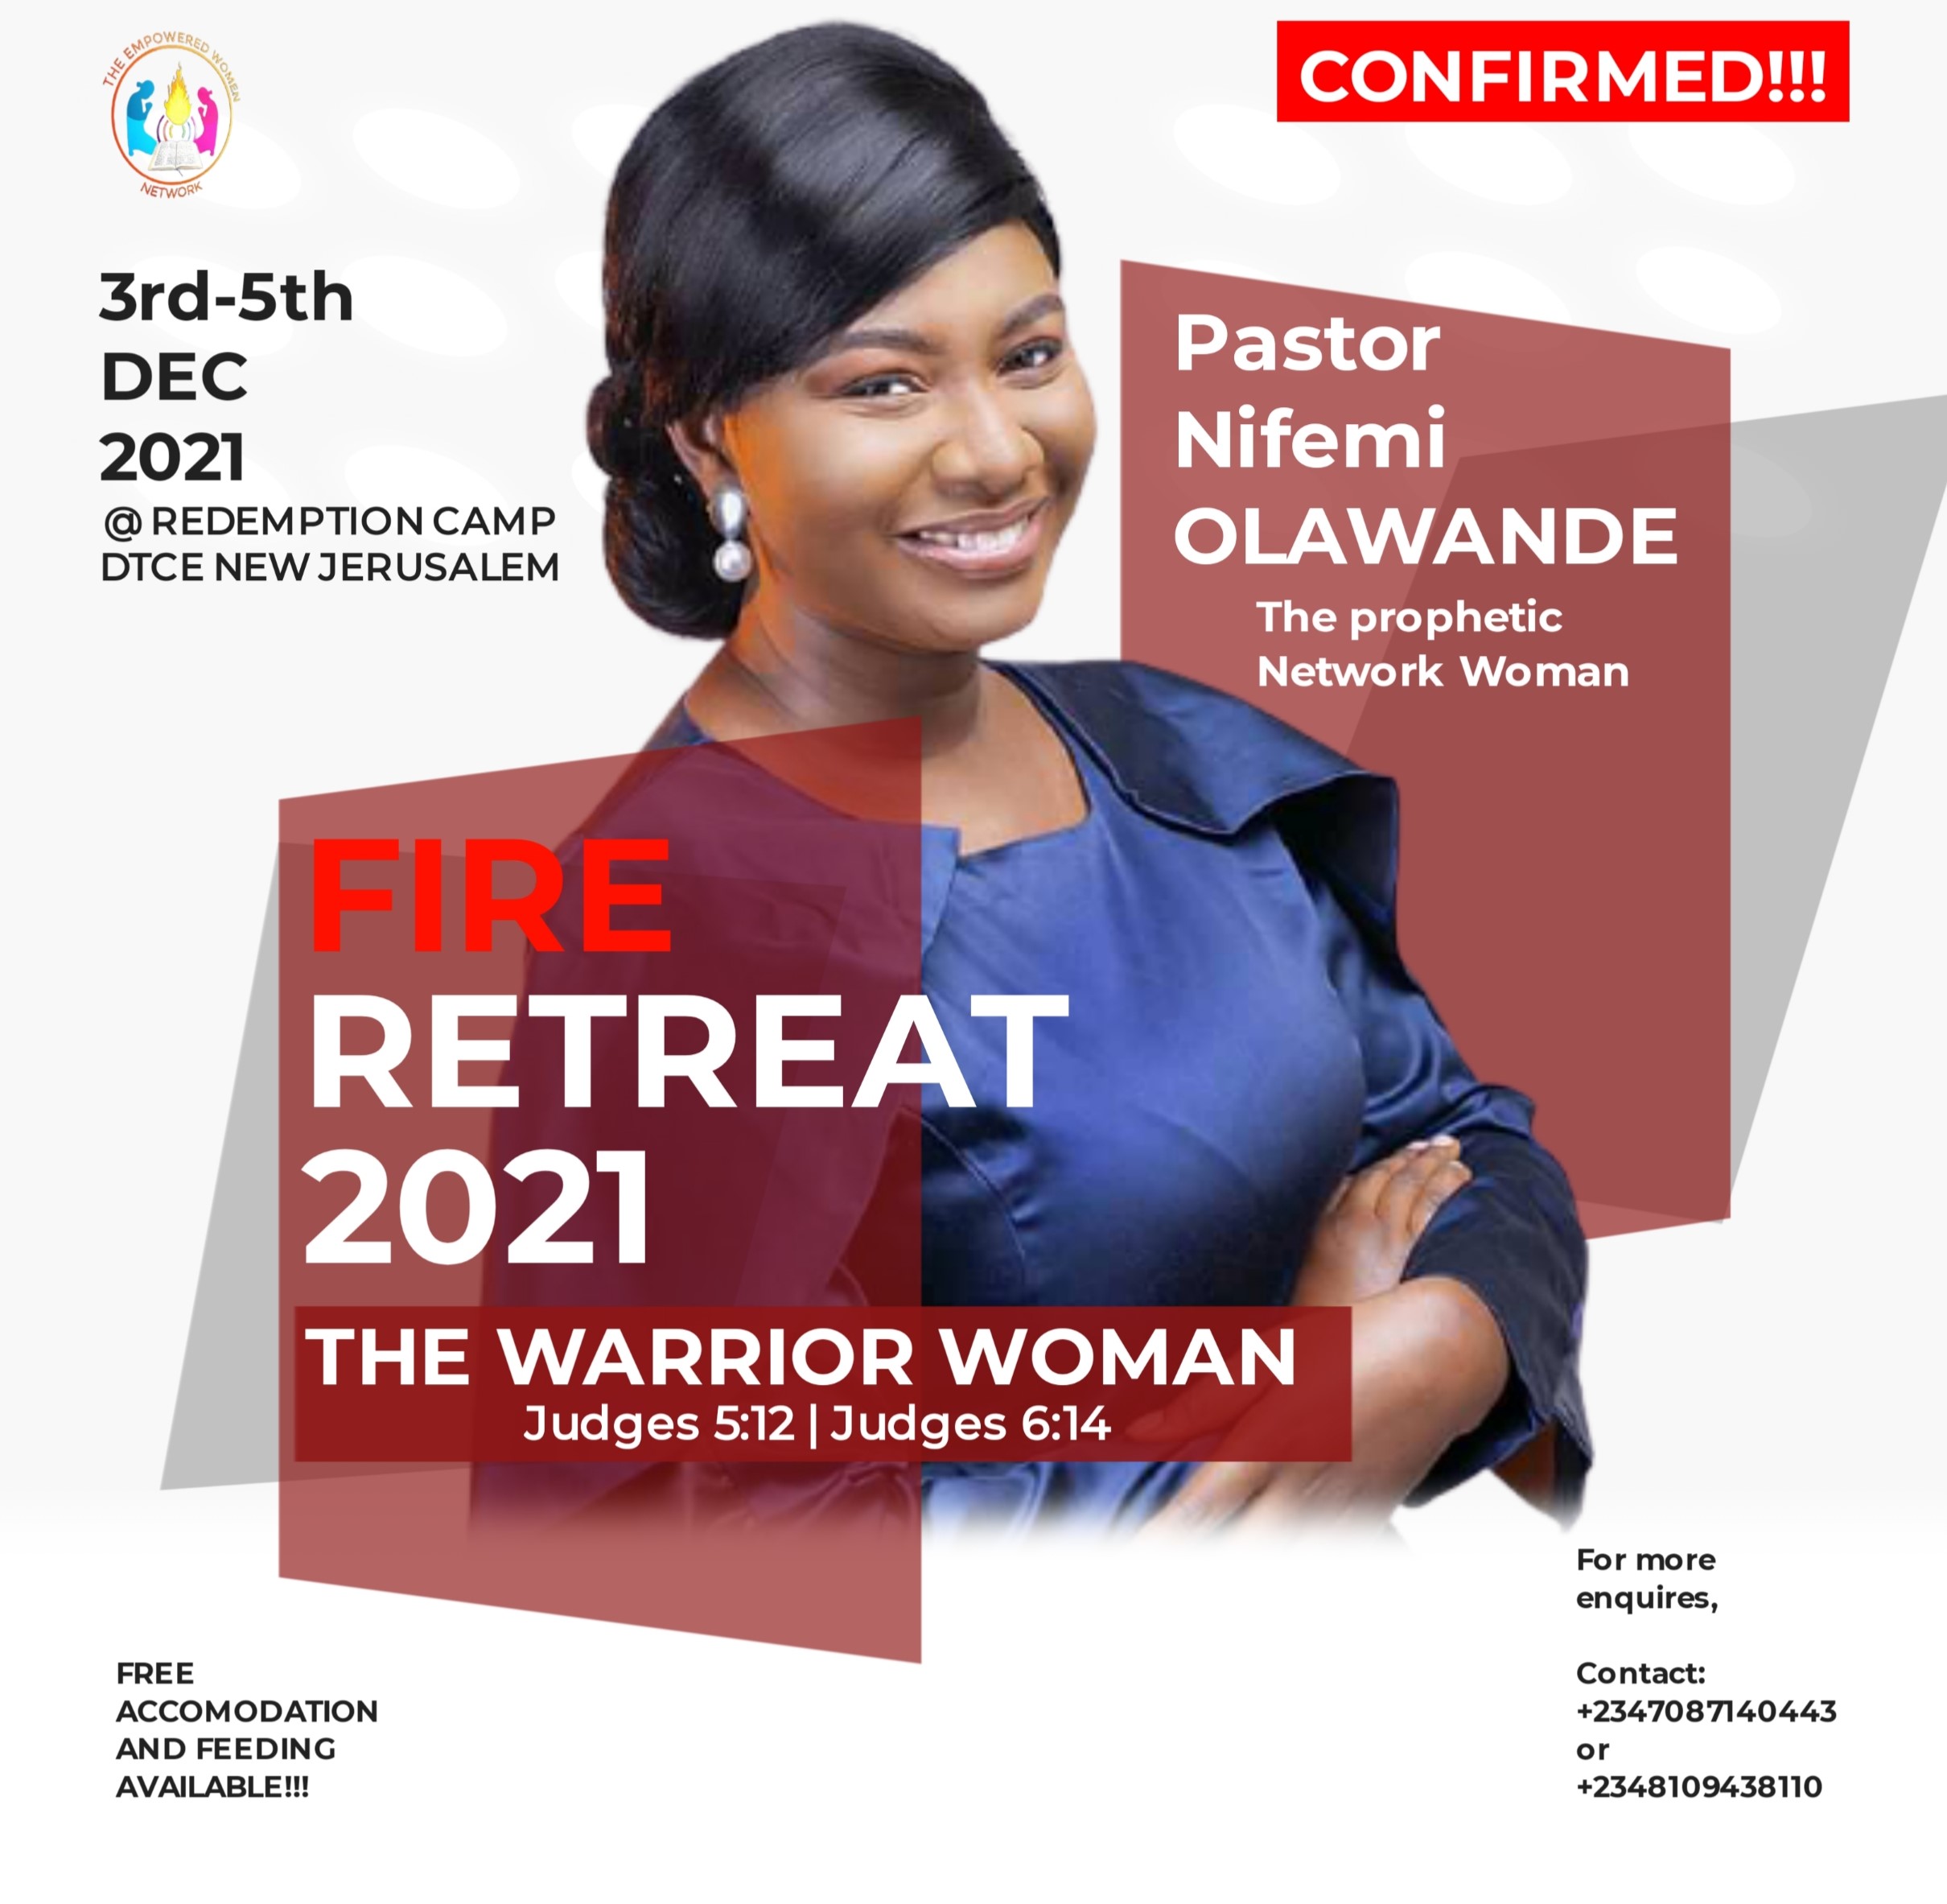 THE EMPOWERED WOMEN
NETWORK
CONFIRMED!!!
3rd-5th
DEC
2021
@ REDEMPTION CAMP
DTCE NEW JERUSALEM
Pastor
Nifemi
OLAWANDE
The prophetic
Network Woman
FIRE
RETREAT
2021
THE WARRIOR WOMAN
Judges 5:12 | Judges 6:14
FREE
ACCOMODATION
AND FEEDING
AVAILABLE!!!
For more
enquires,
Contact:
+2347087140443
or
+2348109438110